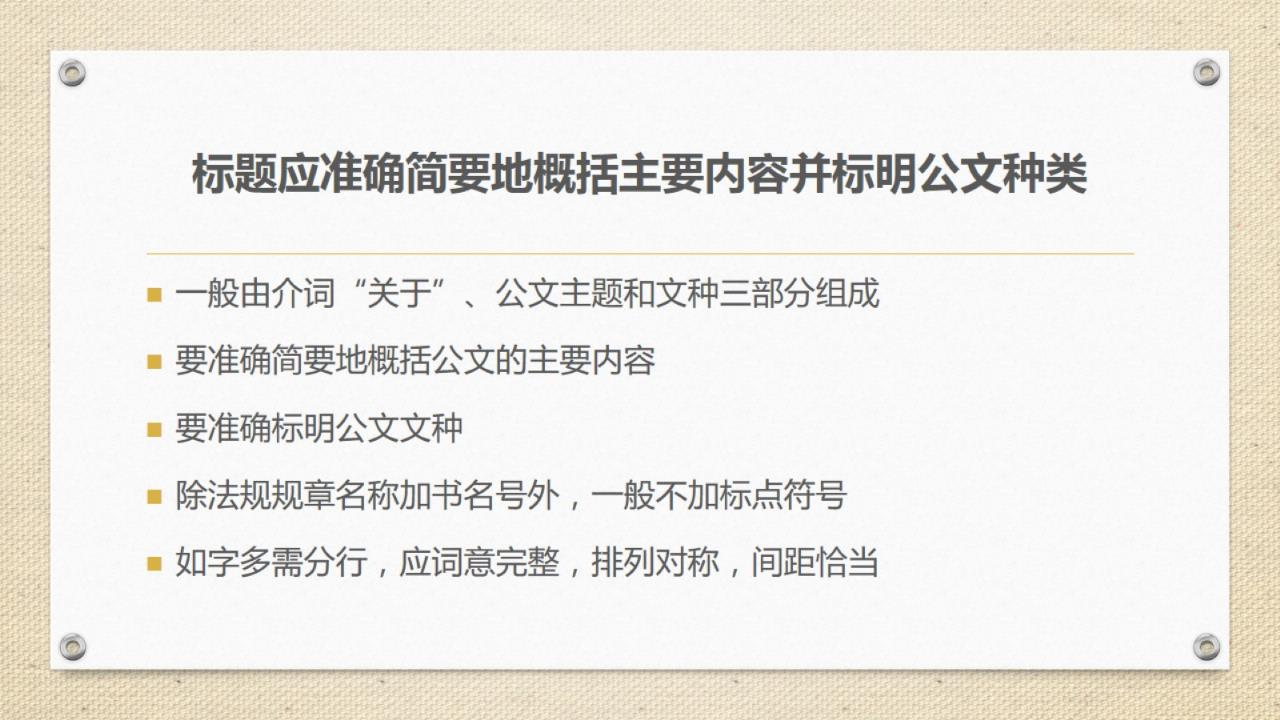 标题应准确简要地概括主要内容并标明公文种类
一般由介词“关于”、公文主题和文种三部分组成
要准确简要地概括公文的主要内容
要准确标明公文文种
除法规规章名称加书名号外，一般不加标点符号
如字多需分行，应词意完整，排列对称，间距恰当